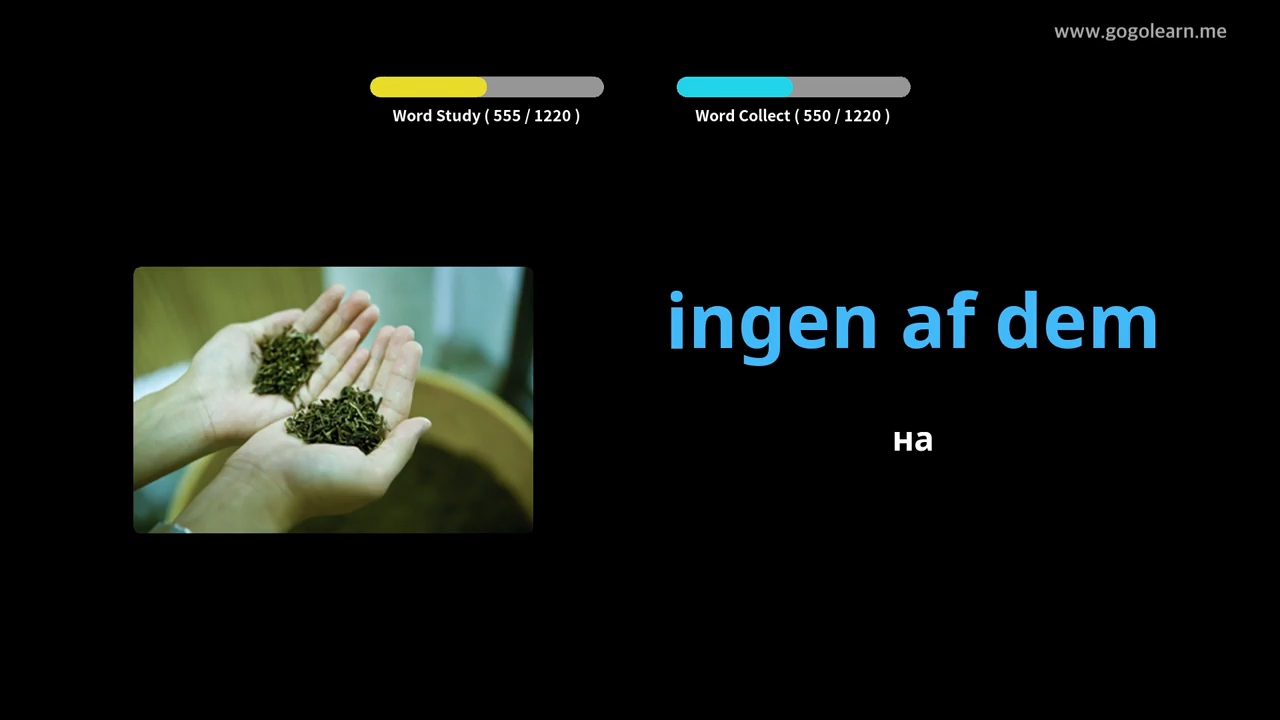 www.gogolearn.me
Word Study ( 555 / 1220 )
Word Collect ( 550 / 1220 )
ingen af dem
на